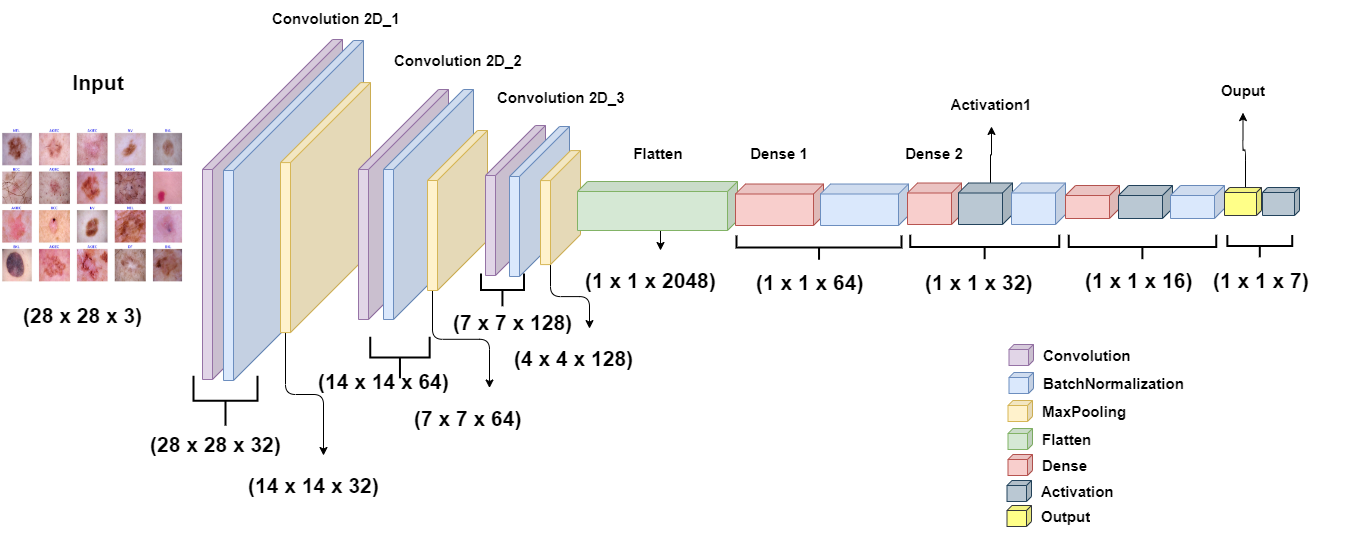 Convolution 2D_1
Convolution 2D_2
Input
Convolution 2D_3
Activation1
Ouput
Flatten
Dense 1
Dense 2
(28 x 28 x 3)
(28 x 28 x 32)
(14 x 14 x 32)
(14 x 14 x 64)
(7 x 7 x 64)
(7 x 7 x 128)
(4 x 4 x 128)
(1 x 1 x 2048)
(1 x 1 x 64)
(1 x 1 x 32)
(1 x 1 x 16)
(1 x 1 x 7)
Convolution
BatchNormalization
MaxPooling
Flatten
Dense
Activation
Output